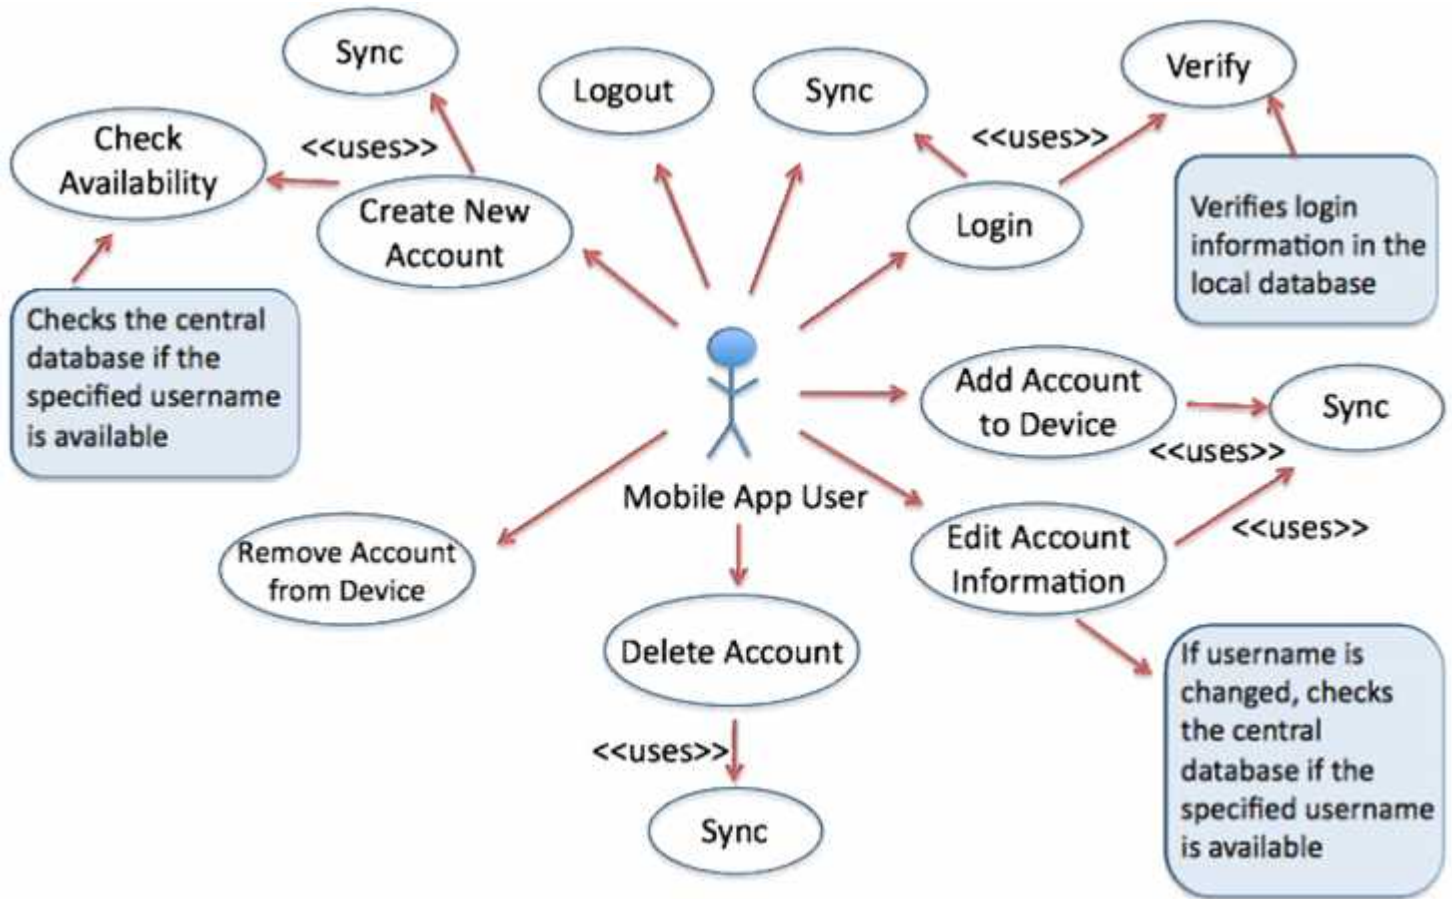 Sync
Logout
Sync
Verify
Check
Availability
<<uses>>
<<uses>>
Create New
Account
Login
Verifies login
information in the
local database
Checks the central
database if the
specified username
is available
Add Account
to Device
Sync
<<uses>>
Mobile App User
<<uses>>
Remove Account
from Device
Edit Account
Information
Delete Account
If username is
changed, checks
the central
database if the
specified username
is available
<<uses>>
Sync